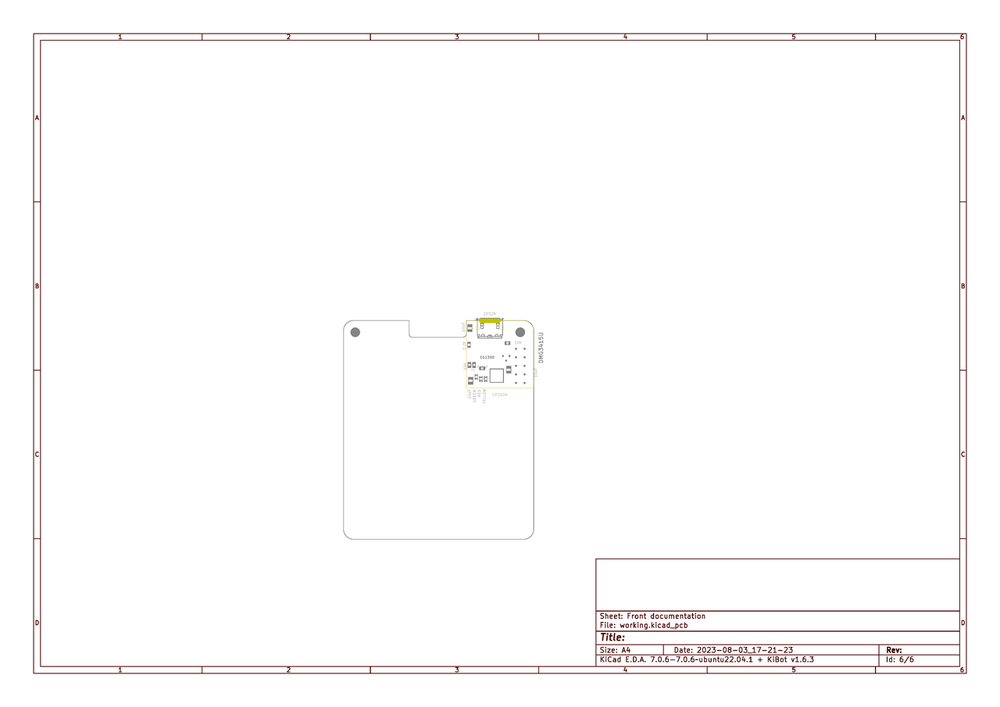 1 2 3 4 5 6
A A
B B
C C
D D
DMG3415U
Sheet: Front documentation
File: working.kicad_pcb
Title:
Size: A4 Date: 2023-08-03_17-21-23 Rev:
KiCad E.D.A. 7.0.6-7.0.6-ubuntu22.04.1 + KiBot v1.6.3 Id: 6/6
1 2 3 4 5 6